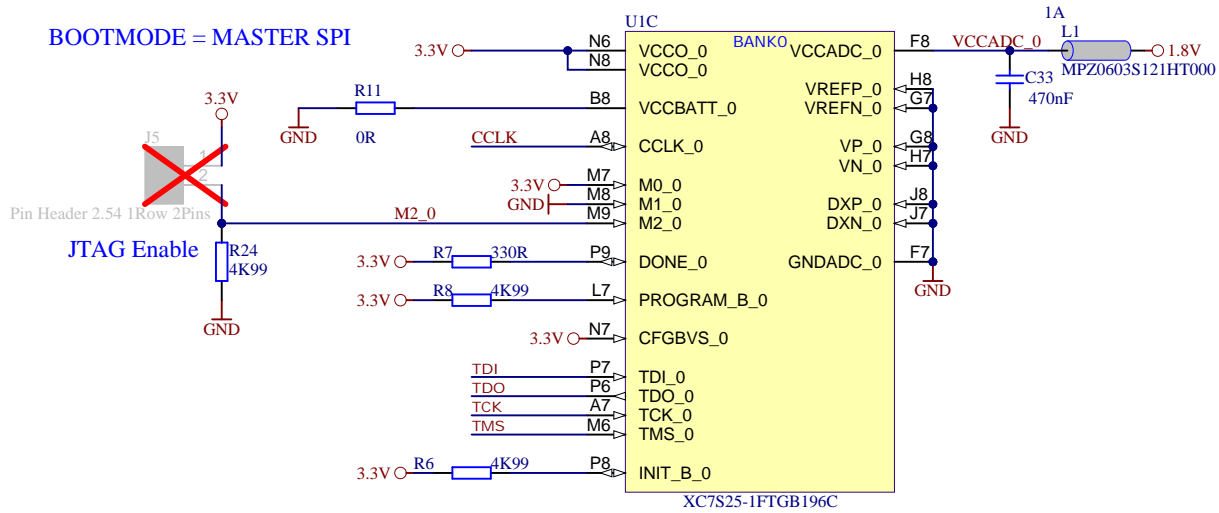 BOOTMODE = MASTER SPI
3.3V
J5
1
2
Pin Header 2.54 1Row 2Pins
JTAG Enable
R24
4K99
GND
3.3V
GND
R11
0R
CCLK
3.3V
GND
M2_0
3.3V
R7
330R
3.3V
R8
4K99
3.3V
TDI
TDO
TCK
TMS
3.3V
R6
4K99
U1C
BANK0
N6 VCCO_0
N8 VCCO_0
B8 VCCBATT_0
A8 CCLK_0
M7 M0_0
M8 M1_0
M9 M2_0
P9 DONE_0
L7 PROGRAM_B_0
N7 CFGBVS_0
P7 TDI_0
P6 TDO_0
A7 TCK_0
M6 TMS_0
P8 INIT_B_0
VCCADC_0 F8
VREFP_0 H8
VREFN_0 G7
VP_0 G8
VN_0 H7
DXP_0 J8
DXN_0 J7
GNDADC_0 F7
XC7S25-1FTGB196C
GND
VCCADC_0
1A
L1
1.8V
MPZ0603S121HT000
C33
470nF
GND